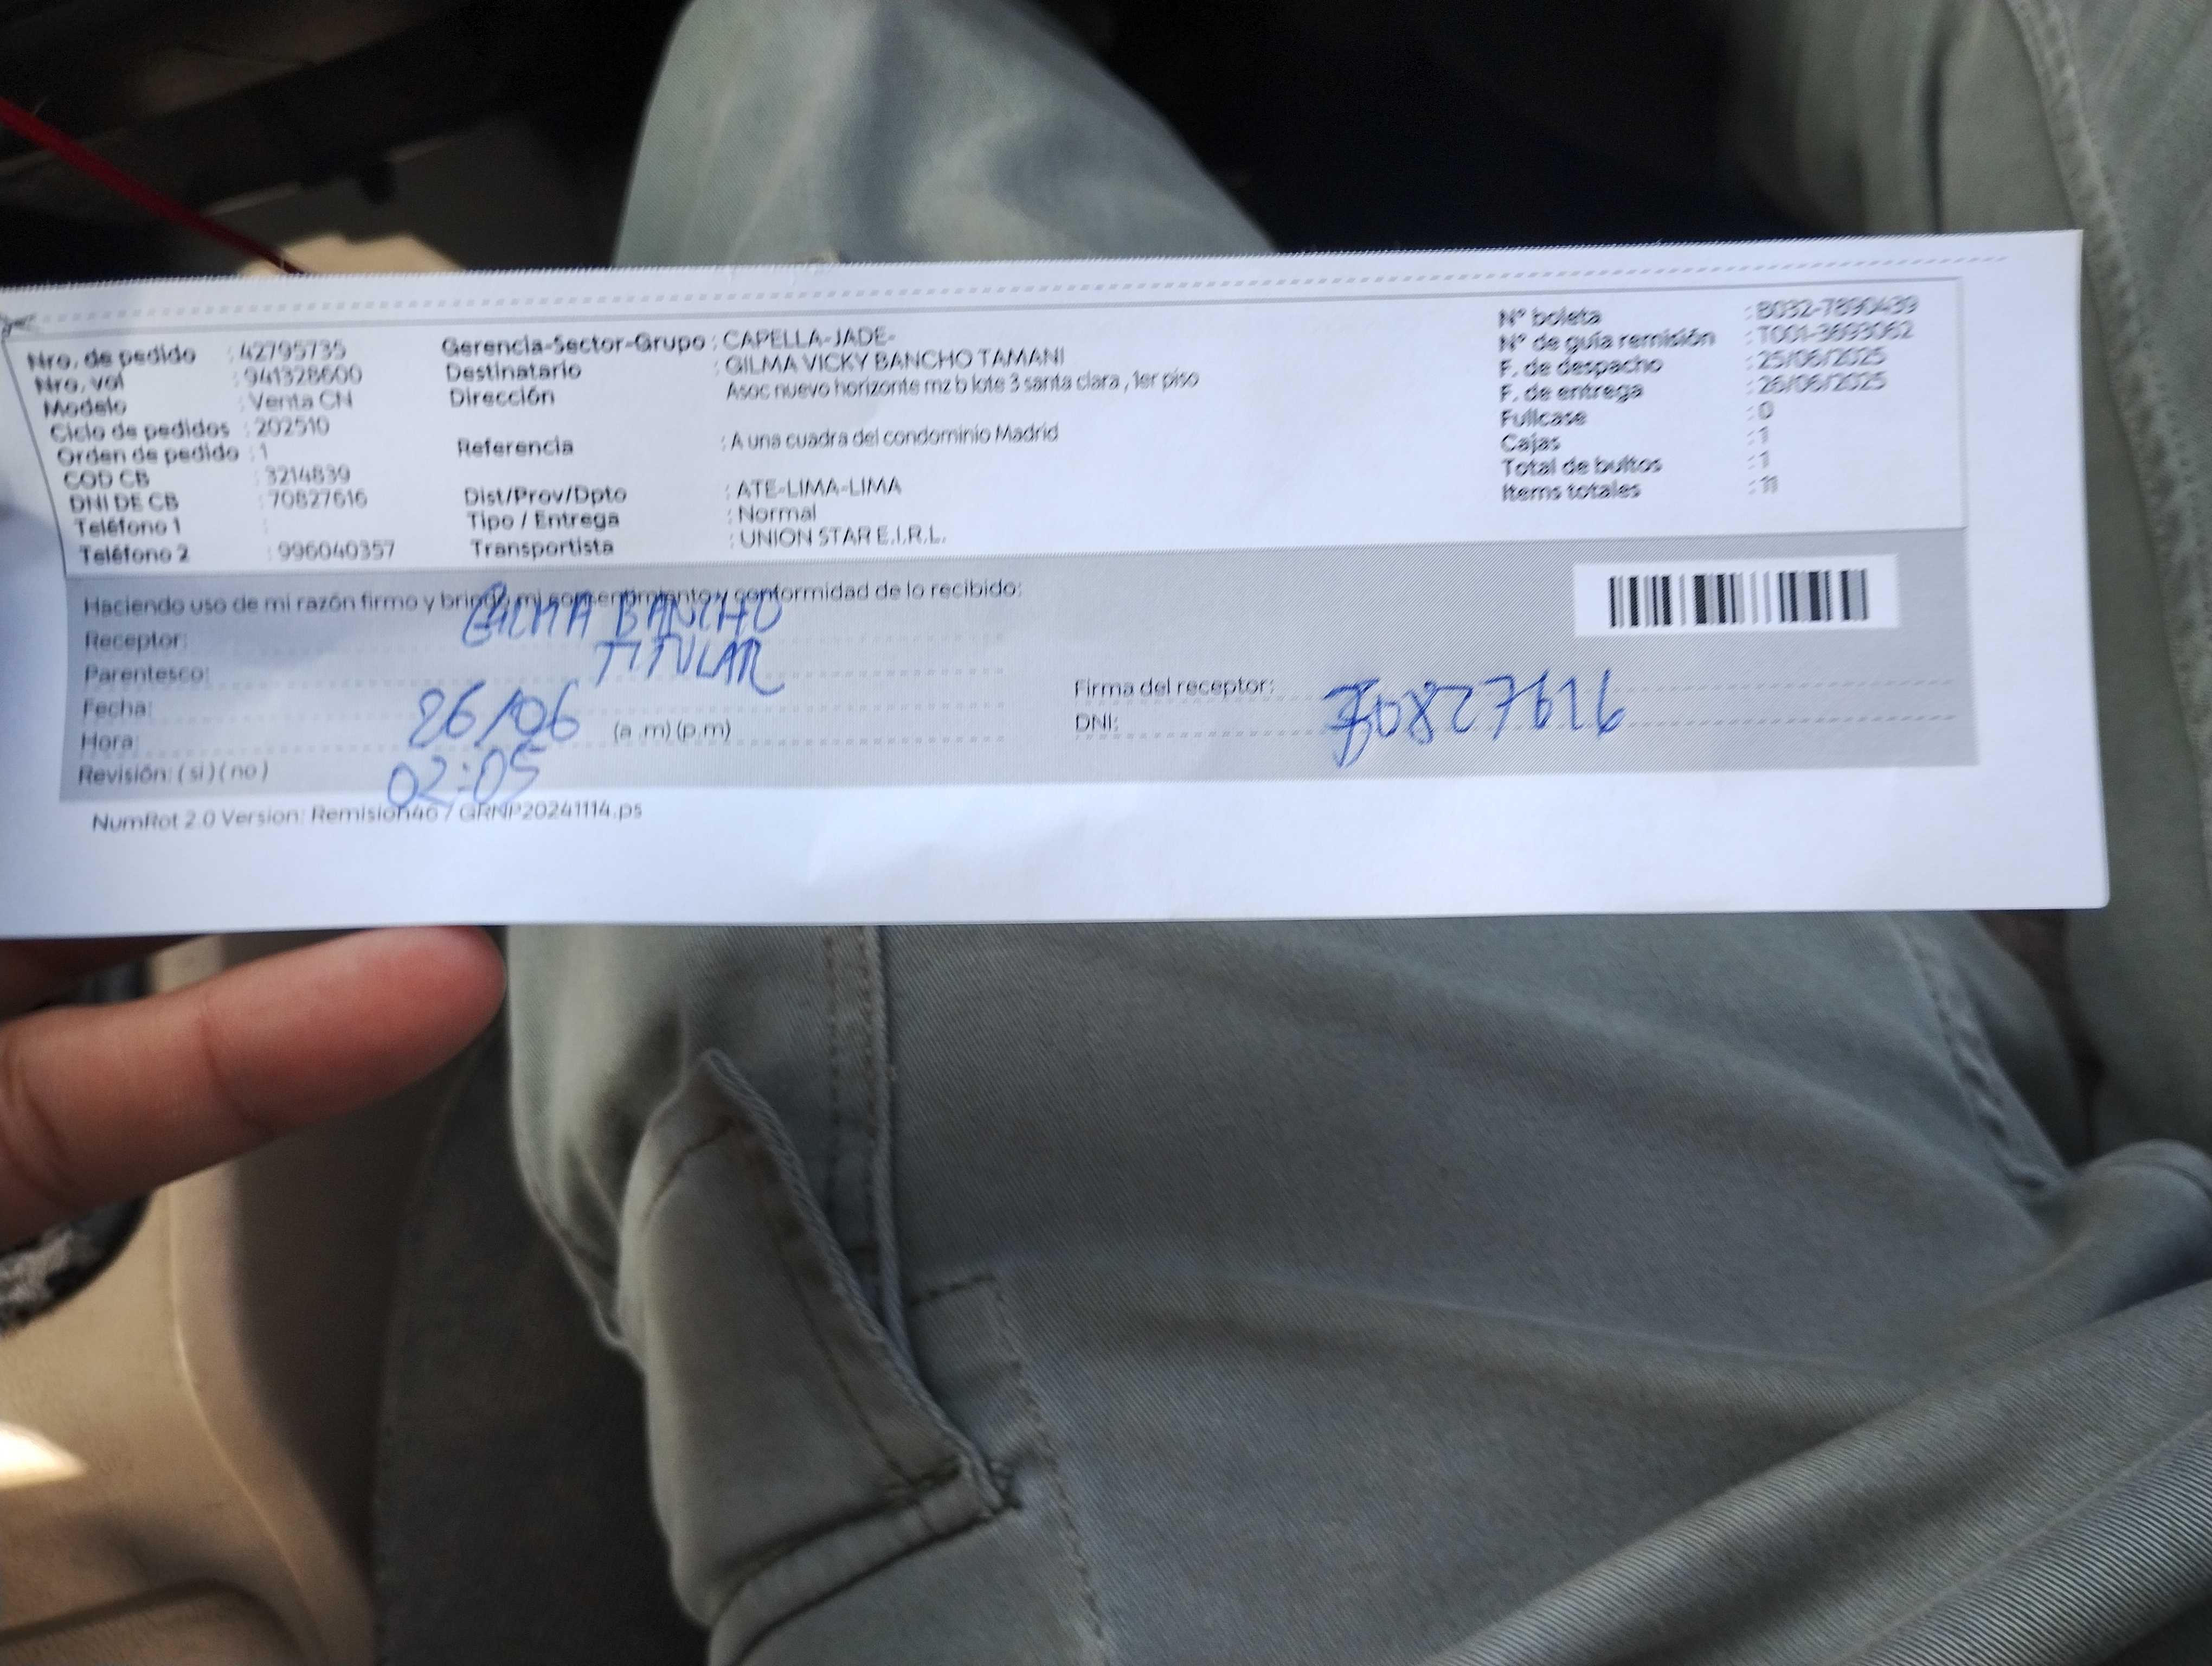 Nro. de pedido : 42795735
Nro. vol : 941328600
Modelo : Venta CN
Ciclo de pedidos : 202510
Orden de pedido : 1
COD CB : 3214839
DNI DE CB : 70827616
Teléfono 1 :
Teléfono 2 : 996040357
Gerencia-Sector-Grupo : CAPELLA-JADE-
Destinatario : GILMA VICKY BANCHO TAMANI
Dirección Asoc nuevo horizonte mz b lote 3 santa clara , 1er piso
Referencia : A una cuadra del condominio Madrid
Dist/Prov/Dpto : ATE-LIMA-LIMA
Tipo / Entrega : Normal
Transportista : UNION STAR E.I.R.L.
Nº boleta : B032-7890439
Nº de guía remisión : T001-3693062
F. de despacho : 25/06/2025
F. de entrega : 26/06/2025
Fullcase : 0
Cajas : 1
Total de bultos : 1
Items totales : 11
Haciendo uso de mi razón firmo y brindo mi consentimiento y conformidad de lo recibido:
Receptor: GILMA BANCHO
Parentesco: TITULAR
Fecha: 26/06
Hora: 02:05 (a .m) (p.m)
Revisión: ( si ) ( no )
Firma del receptor:
DNI: 70827616
NumRot 2.0 Version: Remision46 / GRNP20241114.ps